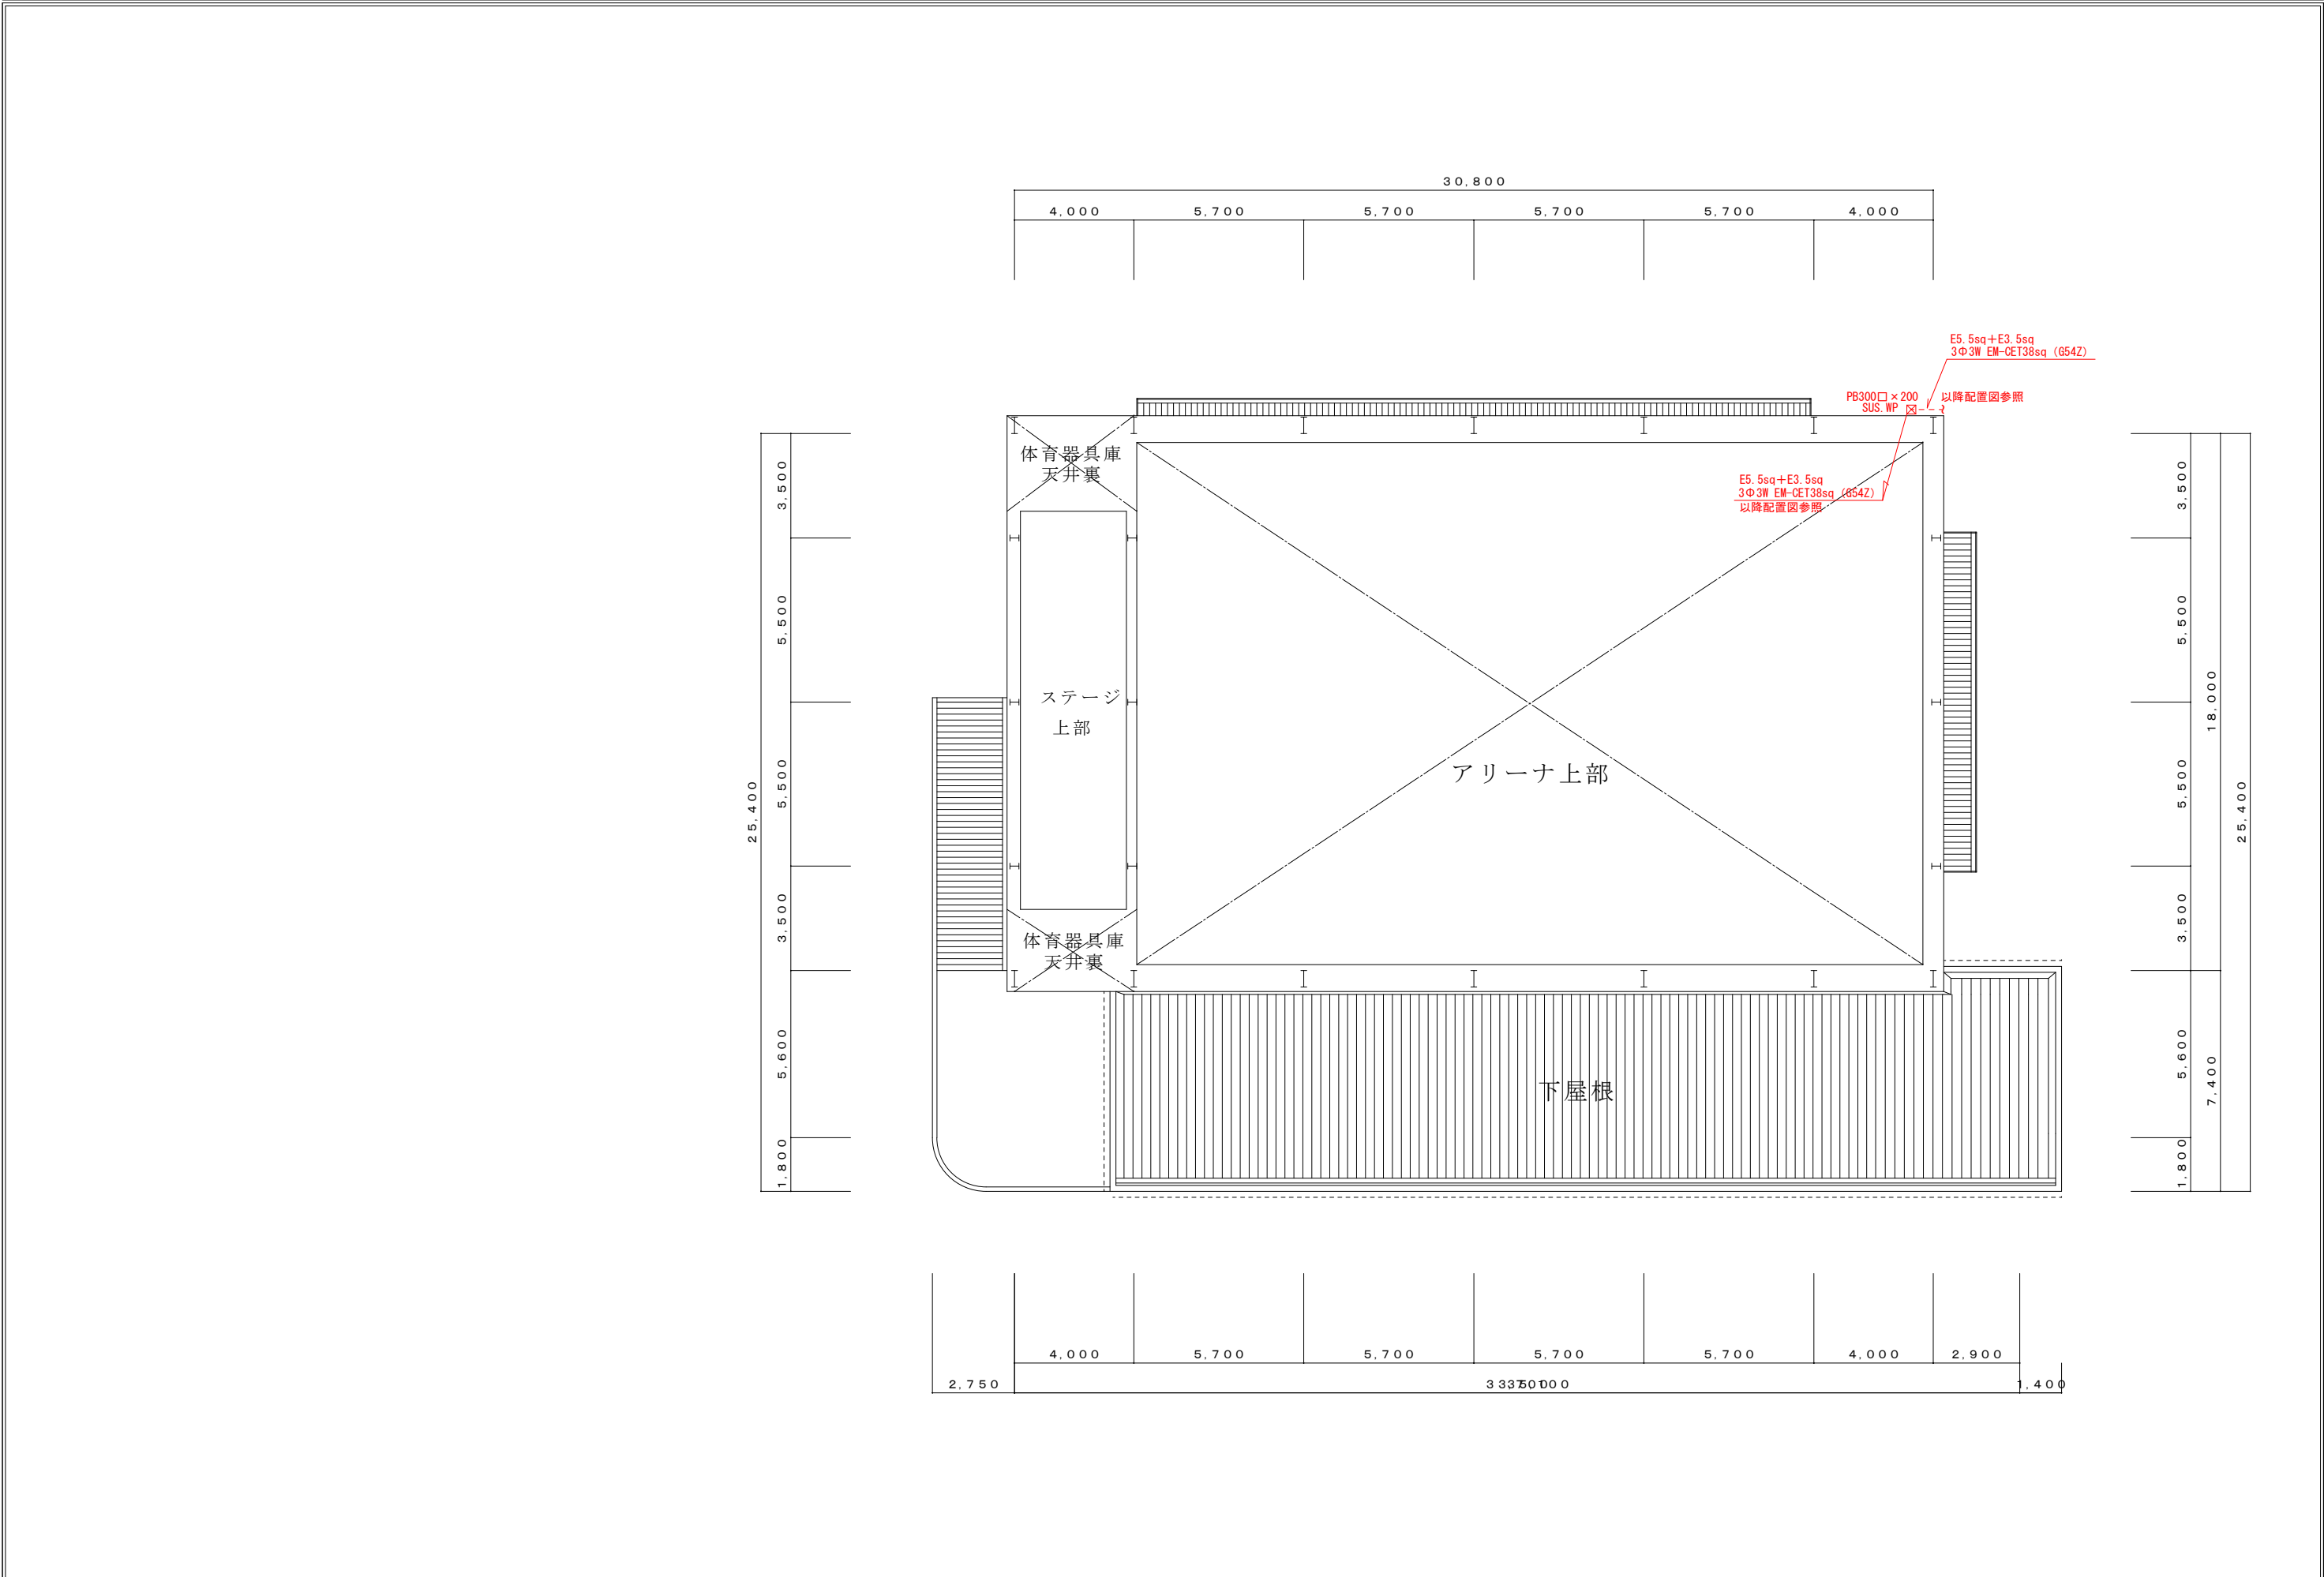 30,800
4,000 5,700 5,700 5,700 5,700 4,000
E5.5sq+E3.5sq
3Φ3W EM-CET38sq (G54Z)
PB300□×200 以降配置図参照
SUS.WP
体育器具庫
天井裏
E5.5sq+E3.5sq
3Φ3W EM-CET38sq (G54Z)
以降配置図参照
ステージ
上部
アリーナ上部
体育器具庫
天井裏
下屋根
25,400
3,500
5,500
5,500
3,500
5,600
1,800
3,500
5,500
5,500
3,500
5,600
1,800
18,000
7,400
25,400
4,000 5,700 5,700 5,700 5,700 4,000 2,900
2,750 1,400